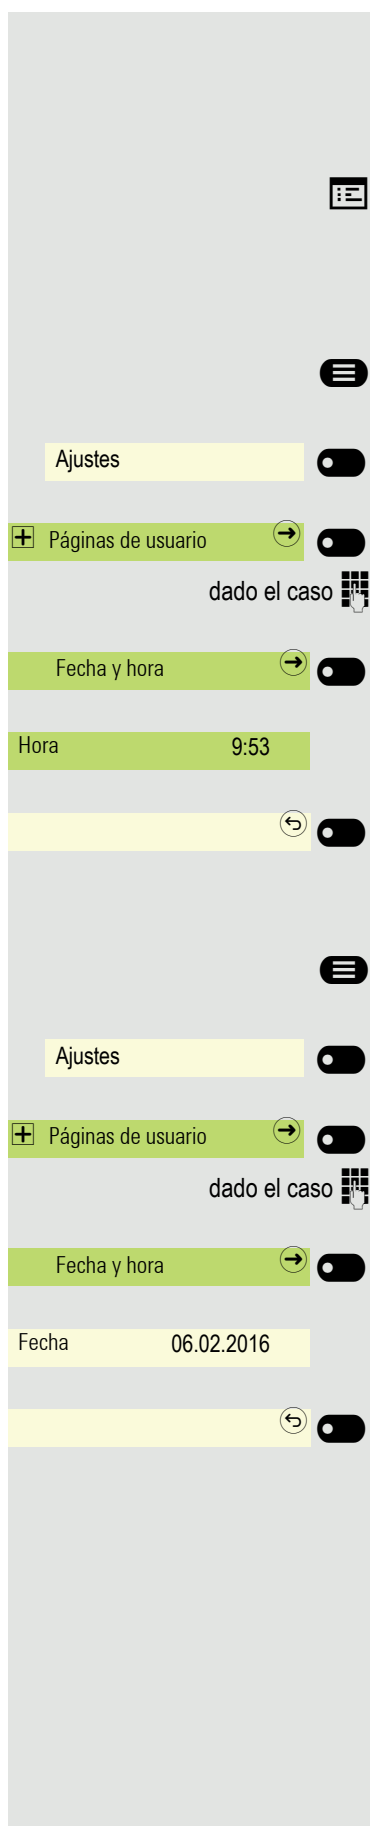 Ajustes
Páginas de usuario
dado el caso
Fecha y hora
Hora 9:53
Ajustes
Páginas de usuario
dado el caso
Fecha y hora
Fecha 06.02.2016